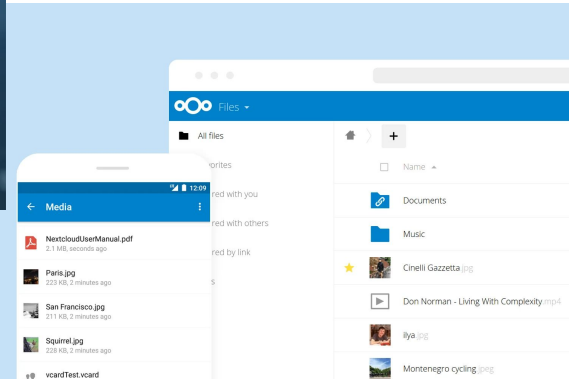 Files
All files
red with you
red with others
red by link
Name
Documents
Music
Cinelli Gazzetta.jpg
Don Norman - Living With Complexity.mp4
ilya.jpg
Montenegro cycling.jpeg
12:09
Media
NextcloudUserManual.pdf
2.1 MB, seconds ago
Paris.jpg
223 KB, 2 minutes ago
San Francisco.jpg
211 KB, 2 minutes ago
Squirrel.jpg
228 KB, 2 minutes ago
vcardTest.vcard